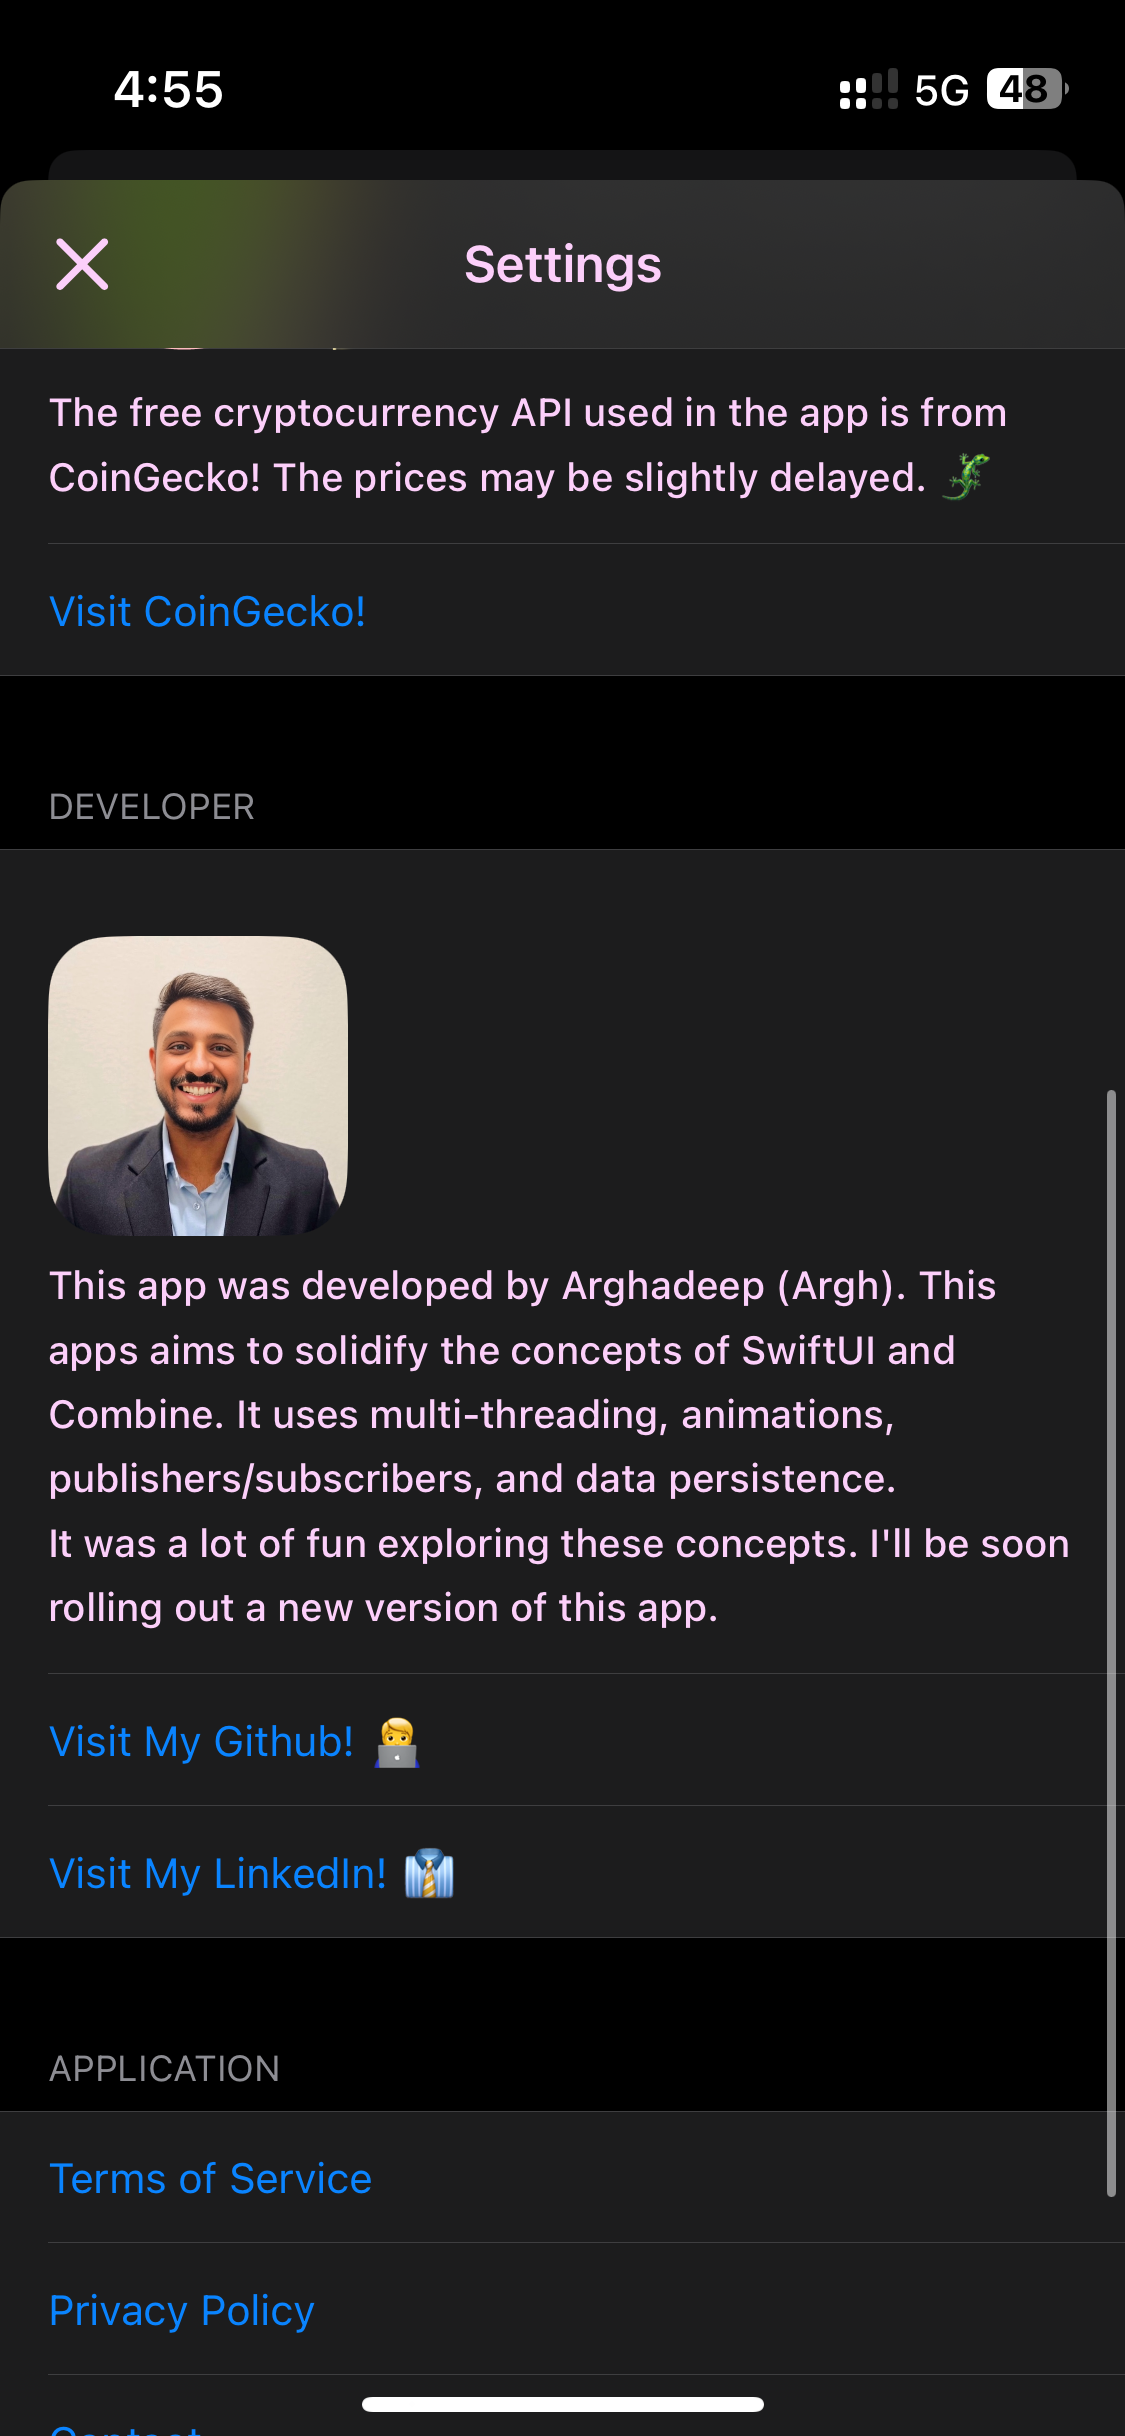 4:55
5G 48
Settings
The free cryptocurrency API used in the app is from
CoinGecko! The prices may be slightly delayed. 🦎
Visit CoinGecko!
DEVELOPER
This app was developed by Arghadeep (Argh). This
apps aims to solidify the concepts of SwiftUI and
Combine. It uses multi-threading, animations,
publishers/subscribers, and data persistence.
It was a lot of fun exploring these concepts. I'll be soon
rolling out a new version of this app.
Visit My Github! 👨‍💻
Visit My LinkedIn! 👔
APPLICATION
Terms of Service
Privacy Policy